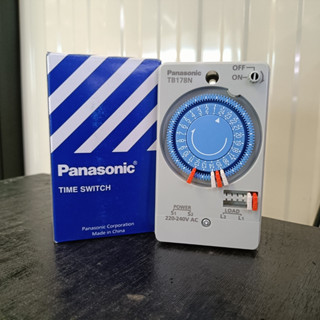 Panasonic
TIME SWITCH
Panasonic Corporation
Made in China
Panasonic
TB178N
OFF
ON
POWER
S1 S2
220-240V AC
LOAD
L3 L1